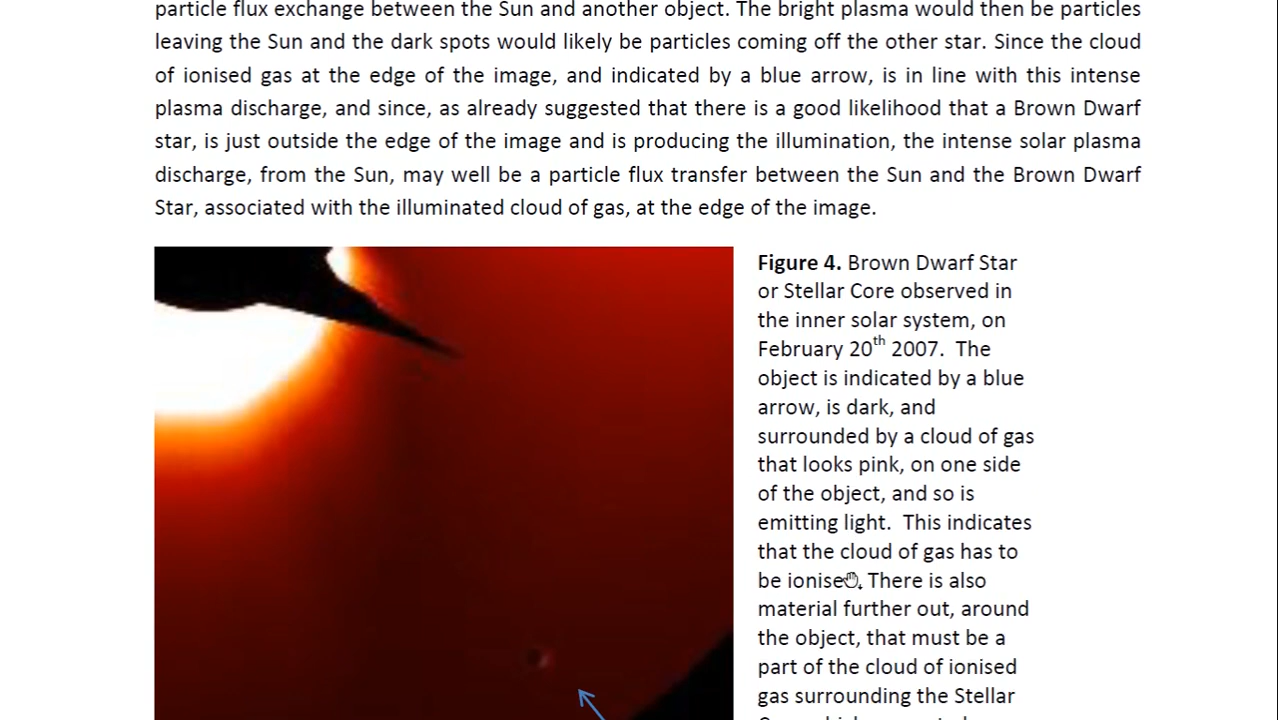 particle flux exchange between the Sun and another object. The bright plasma would then be particles
leaving the Sun and the dark spots would likely be particles coming off the other star. Since the cloud
of ionised gas at the edge of the image, and indicated by a blue arrow, is in line with this intense
plasma discharge, and since, as already suggested that there is a good likelihood that a Brown Dwarf
star, is just outside the edge of the image and is producing the illumination, the intense solar plasma
discharge, from the Sun, may well be a particle flux transfer between the Sun and the Brown Dwarf
Star, associated with the illuminated cloud of gas, at the edge of the image.
Figure 4. Brown Dwarf Star
or Stellar Core observed in
the inner solar system, on
February 20th 2007. The
object is indicated by a blue
arrow, is dark, and
surrounded by a cloud of gas
that looks pink, on one side
of the object, and so is
emitting light. This indicates
that the cloud of gas has to
be There is also
material further out, around
the object, that must be a
part of the cloud of ionised
gas surrounding the Stellar